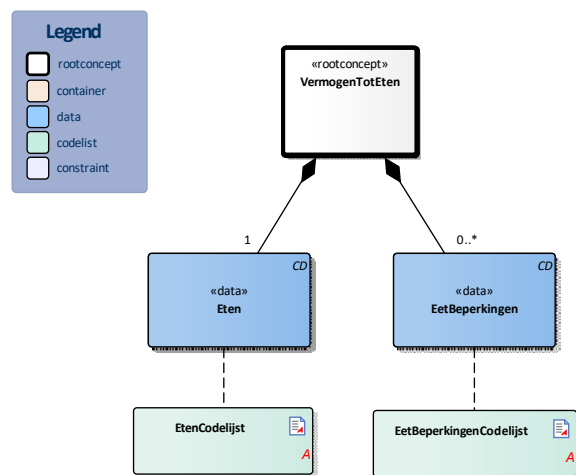 Legend
rootconcept
container
data
codelist
constraint
«rootconcept»
VermogenTotEten
1
0..*
CD
«data»
Eten
CD
«data»
EetBeperkingen
EtenCodelijst
A
EetBeperkingenCodelijst
A